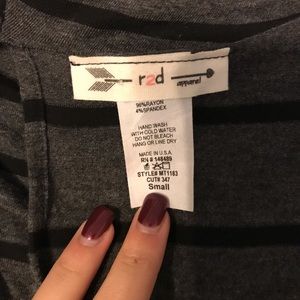 r2d
apparel
96%RAYON
4%SPANDEX
HAND WASH
WITH COLD WATER
DO NOT BLEACH
HANG OR LINE DRY
MADE IN U.S.A.
RN # 148489
STYLE# MT1183
CUT# 347
Small